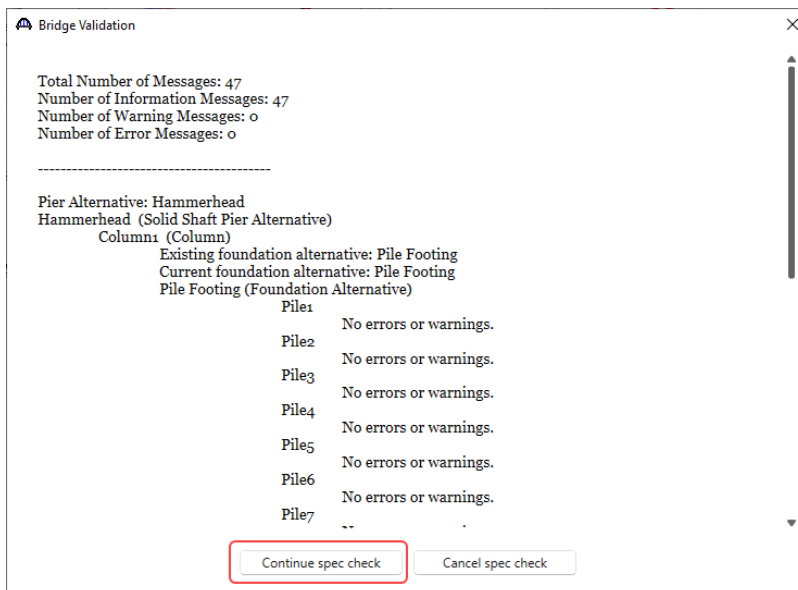 Bridge Validation
Total Number of Messages: 47
Number of Information Messages: 47
Number of Warning Messages: 0
Number of Error Messages: 0
-----------------------------------------
Pier Alternative: Hammerhead
Hammerhead (Solid Shaft Pier Alternative)
Column1 (Column)
Existing foundation alternative: Pile Footing
Current foundation alternative: Pile Footing
Pile Footing (Foundation Alternative)
Pile1
No errors or warnings.
Pile2
No errors or warnings.
Pile3
No errors or warnings.
Pile4
No errors or warnings.
Pile5
No errors or warnings.
Pile6
No errors or warnings.
Pile7
Continue spec check Cancel spec check